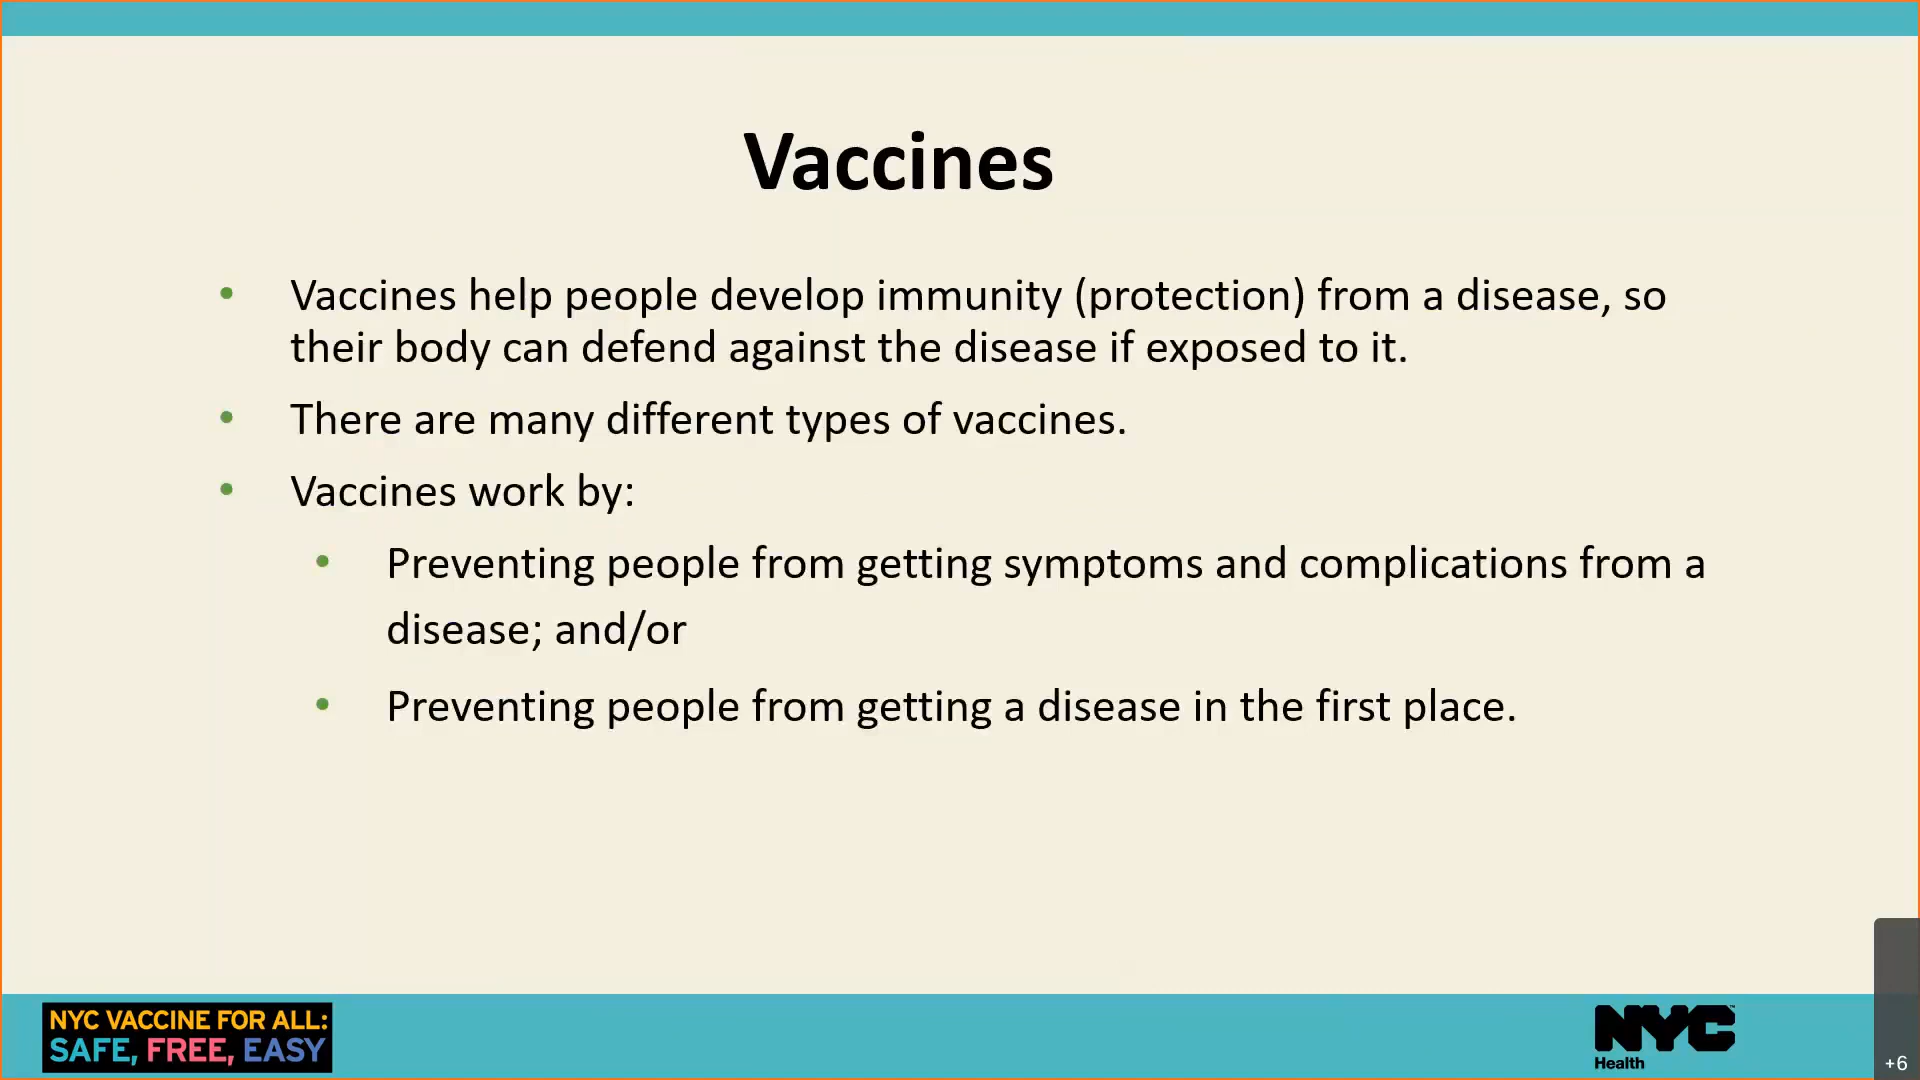 Vaccines
• Vaccines help people develop immunity (protection) from a disease, so
their body can defend against the disease if exposed to it.
• There are many different types of vaccines.
• Vaccines work by:
• Preventing people from getting symptoms and complications from a
disease; and/or
• Preventing people from getting a disease in the first place.
NYC VACCINE FOR ALL:
SAFE, FREE, EASY
NYC
Health
+6